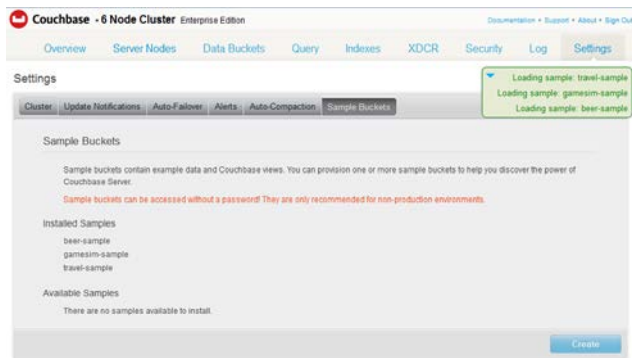 Couchbase - 6 Node Cluster Enterprise Edition
Documentation • Support • About • Sign Out
Overview Server Nodes Data Buckets Query Indexes XDCR Security Log Settings
Settings
Loading sample: travel-sample
Loading sample: gamesim-sample
Loading sample: beer-sample
Cluster Update Notifications Auto-Failover Alerts Auto-Compaction Sample Buckets
Sample Buckets
Sample buckets contain example data and Couchbase views. You can provision one or more sample buckets to help you discover the power of
Couchbase Server.
Sample buckets can be accessed without a password! They are only recommended for non-production environments.
Installed Samples
beer-sample
gamesim-sample
travel-sample
Available Samples
There are no samples available to install.
Create